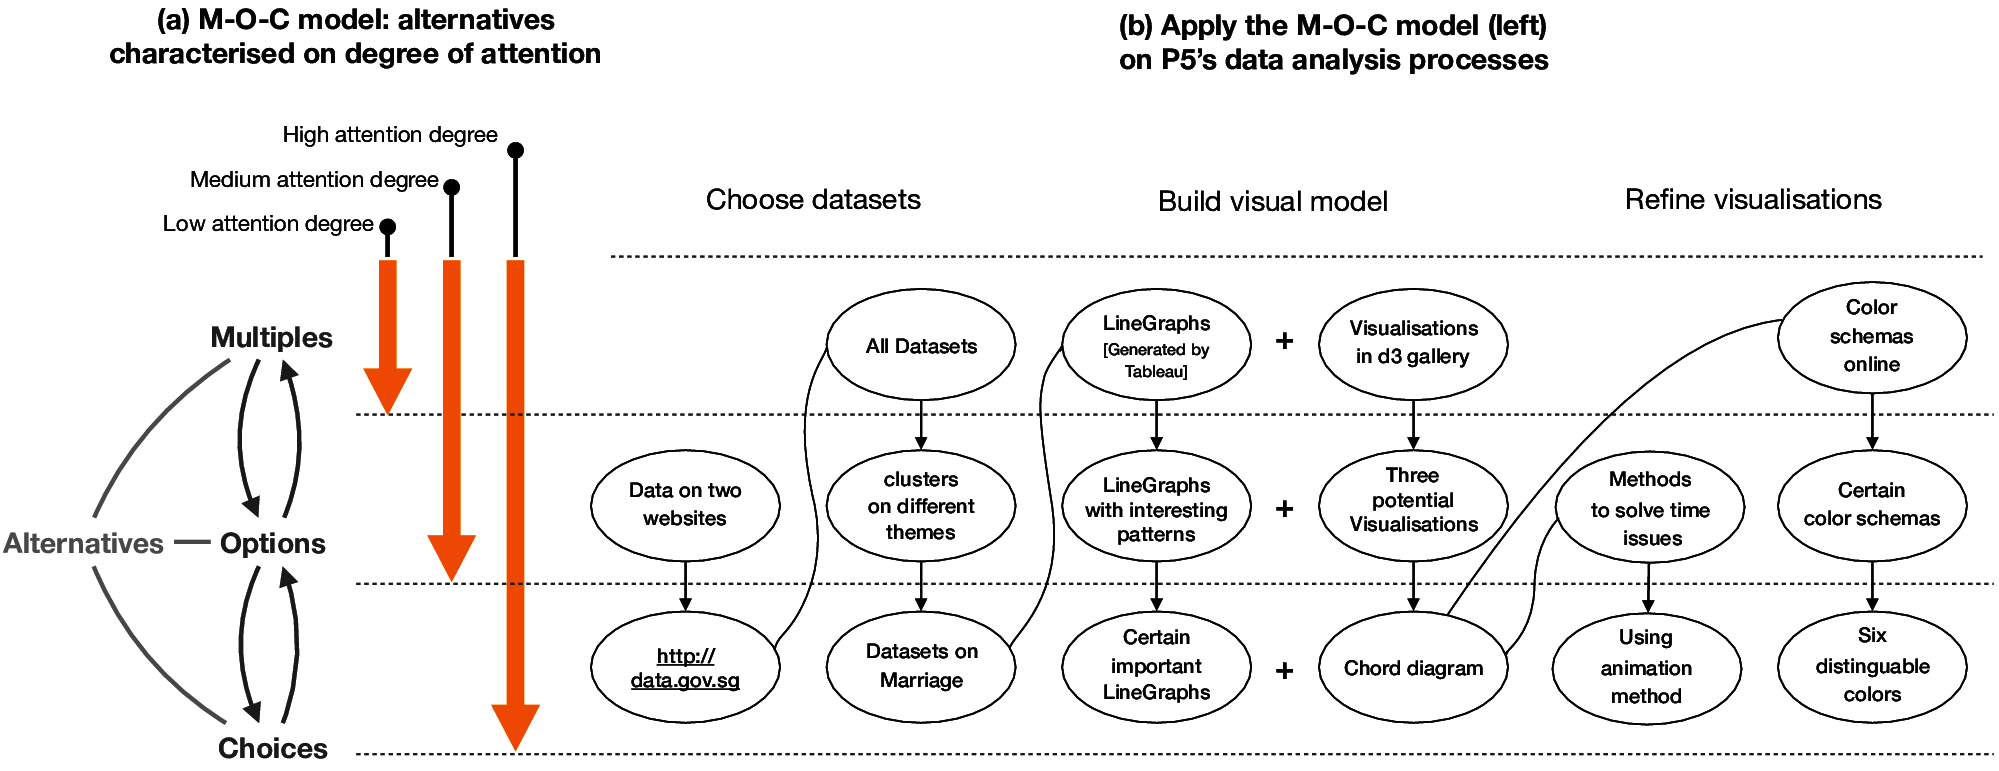 (a) M-O-C model: alternatives
characterised on degree of attention
(b) Apply the M-O-C model (left)
on P5's data analysis processes
High attention degree
Medium attention degree
Low attention degree
Multiples
Alternatives
Options
Choices
Choose datasets
Build visual model
Refine visualisations
All Datasets
LineGraphs
[Generated by
Tableau]
+
Visualisations
in d3 gallery
Color
schemas
online
Data on two
websites
clusters
on different
themes
LineGraphs
with interesting
patterns
+
Three
potential
Visualisations
Methods
to solve time
issues
Certain
color schemas
http://
data.gov.sg
Datasets on
Marriage
Certain
important
LineGraphs
+
Chord diagram
Using
animation
method
Six
distinguable
colors